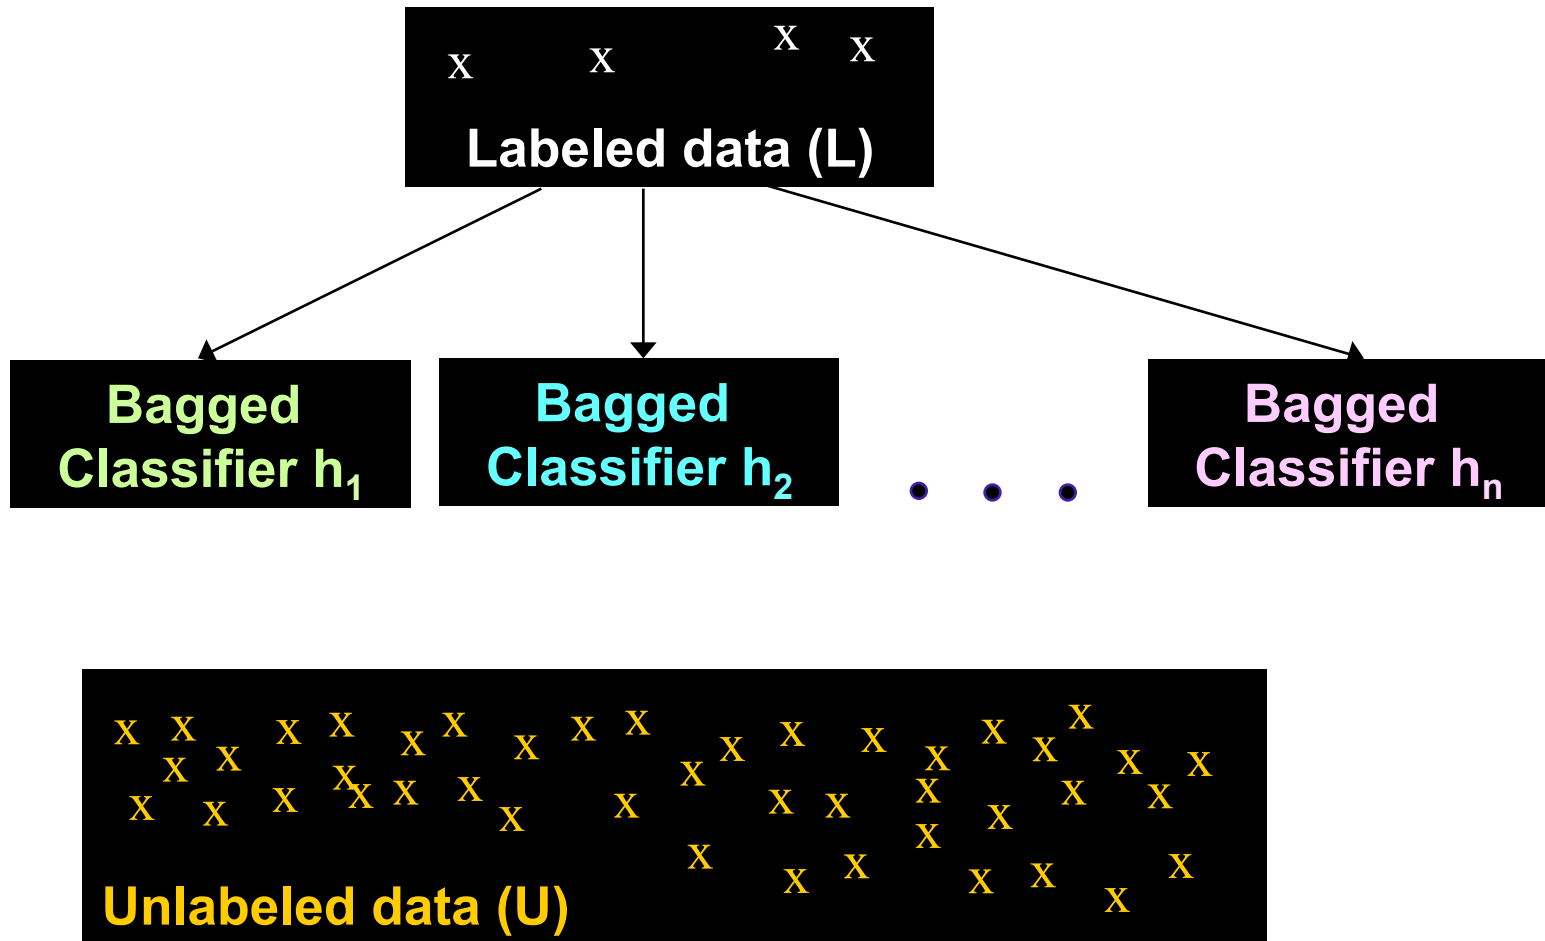 x x x x
Labeled data (L)
Bagged
Classifier h₁
Bagged
Classifier h₂
. . .
Bagged
Classifier hₙ
x x x x x x x x x x x x x x x x x x x x x x x x x x x x x x x x x x x x x x x x x x x x
Unlabeled data (U)